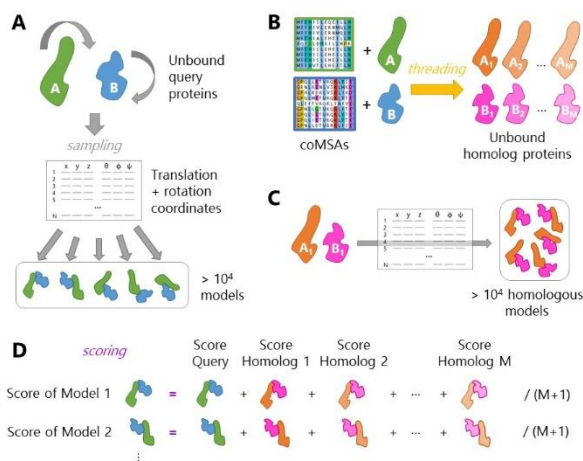 A
A
B
Unbound
query
proteins
sampling
x y z θ ϕ ψ
1
2
3
4
5
...
N
Translation
+ rotation
coordinates
> 10⁴
models
B
+ A
threading
A₁ A₂ ... A_M
+ B
B₁ B₂ ... B_M
coMSAs
Unbound
homolog proteins
C
A₁ B₁
x y z θ ϕ ψ
1
2
3
4
5
...
N
> 10⁴ homologous
models
D
scoring
Score Query
Score Homolog 1
Score Homolog 2
Score Homolog M
Score of Model 1 = + + + ... + / (M+1)
Score of Model 2 = + + + ... + / (M+1)
⋮